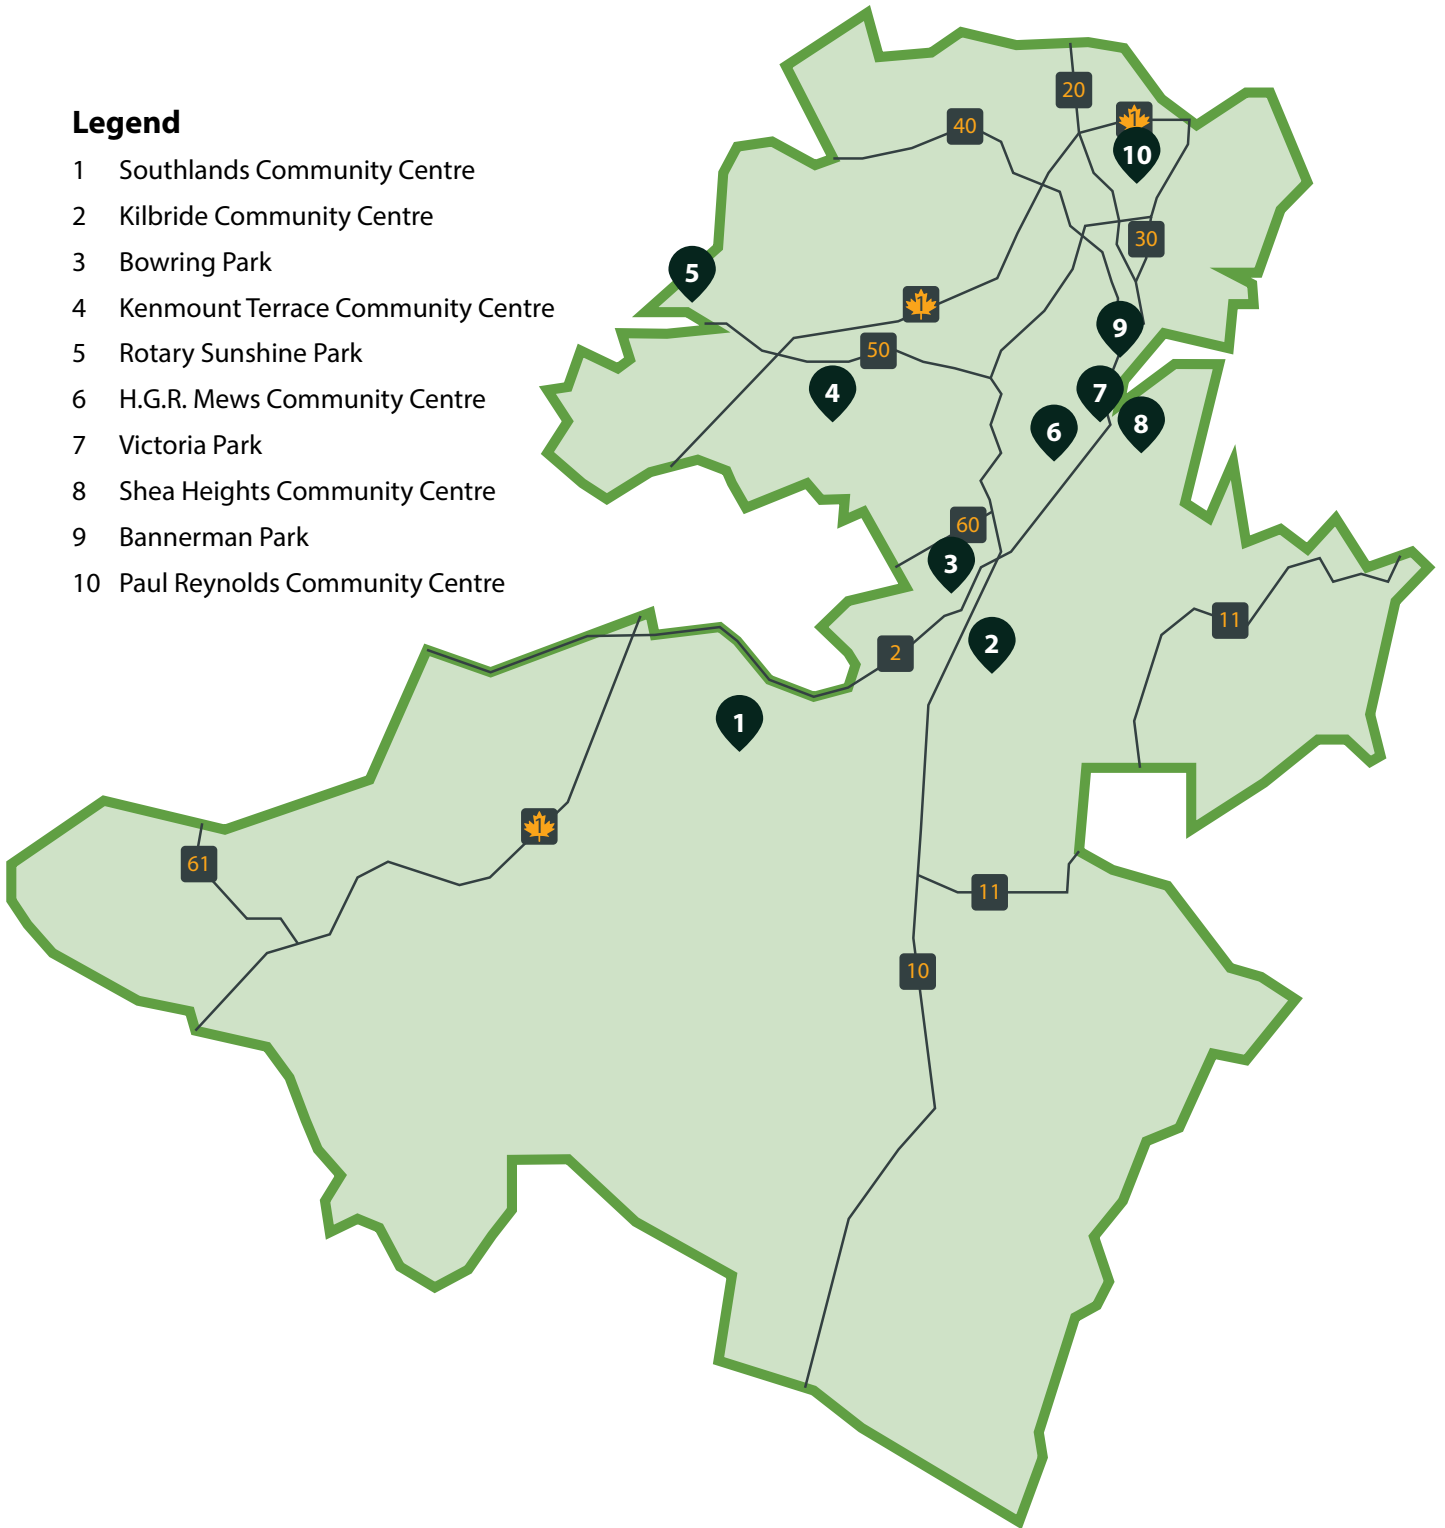 Legend
1 Southlands Community Centre
2 Kilbride Community Centre
3 Bowring Park
4 Kenmount Terrace Community Centre
5 Rotary Sunshine Park
6 H.G.R. Mews Community Centre
7 Victoria Park
8 Shea Heights Community Centre
9 Bannerman Park
10 Paul Reynolds Community Centre
20
1
40
10
30
5
1
9
50
4
7
8
6
60
3
11
2
2
1
1
61
11
10